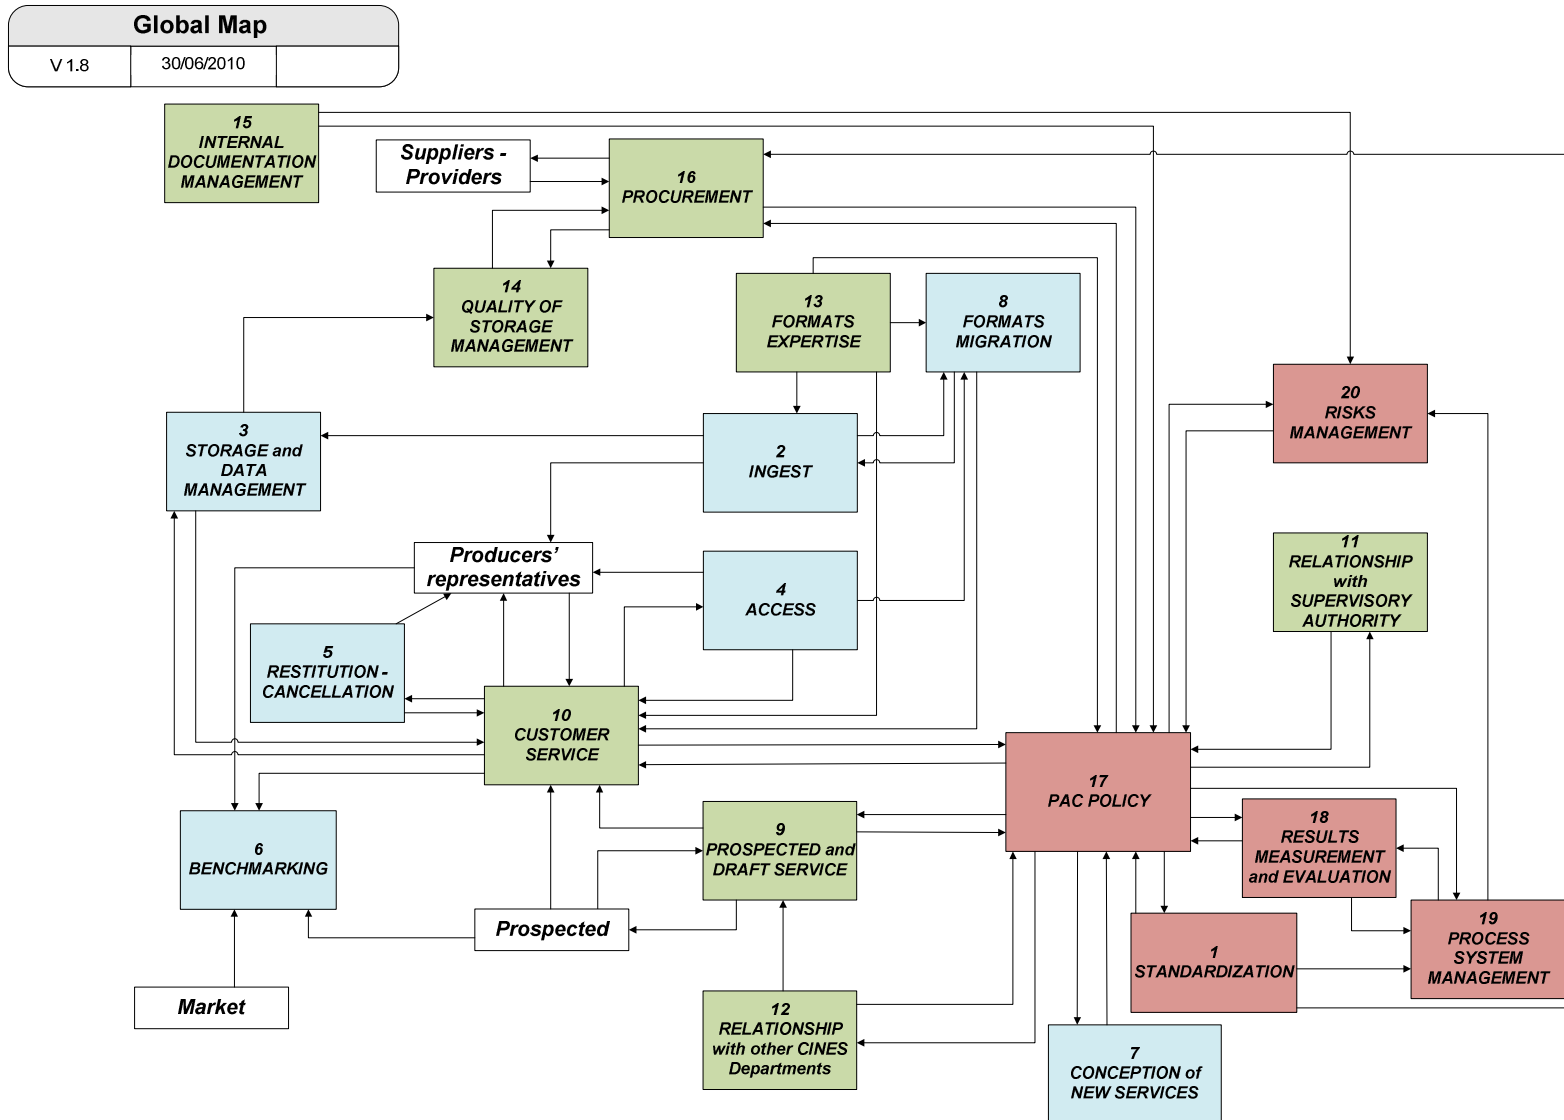 Global Map
V 1.8
30/06/2010
15
INTERNAL
DOCUMENTATION
MANAGEMENT
Suppliers -
Providers
16
PROCUREMENT
14
QUALITY OF
STORAGE
MANAGEMENT
13
FORMATS
EXPERTISE
8
FORMATS
MIGRATION
20
RISKS
MANAGEMENT
3
STORAGE and
DATA
MANAGEMENT
2
INGEST
11
RELATIONSHIP
with
SUPERVISORY
AUTHORITY
Producers'
representatives
4
ACCESS
5
RESTITUTION -
CANCELLATION
10
CUSTOMER
SERVICE
17
PAC POLICY
6
BENCHMARKING
9
PROSPECTED and
DRAFT SERVICE
18
RESULTS
MEASUREMENT
and EVALUATION
Prospected
1
STANDARDIZATION
19
PROCESS
SYSTEM
MANAGEMENT
Market
12
RELATIONSHIP
with other CINES
Departments
7
CONCEPTION of
NEW SERVICES